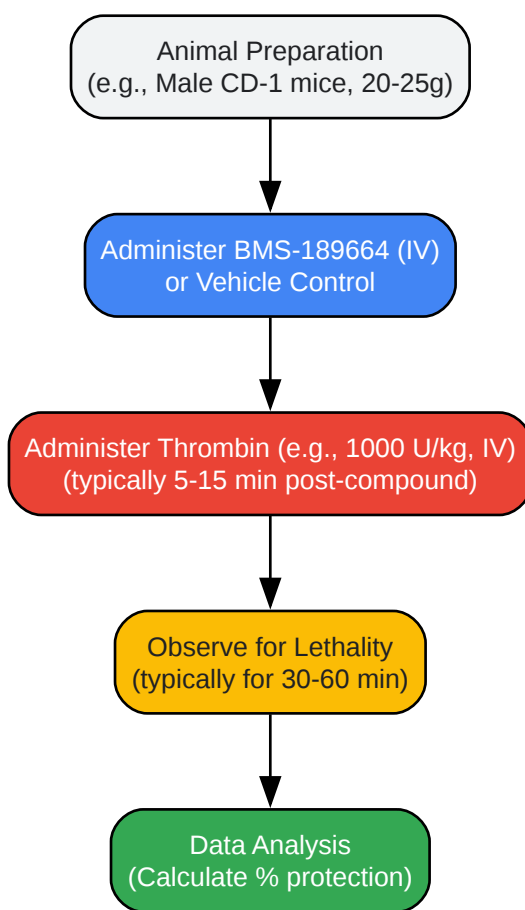 Animal Preparation
(e.g., Male CD-1 mice, 20-25g)
Administer BMS-189664 (IV)
or Vehicle Control
Administer Thrombin (e.g., 1000 U/kg, IV)
(typically 5-15 min post-compound)
Observe for Lethality
(typically for 30-60 min)
Data Analysis
(Calculate % protection)